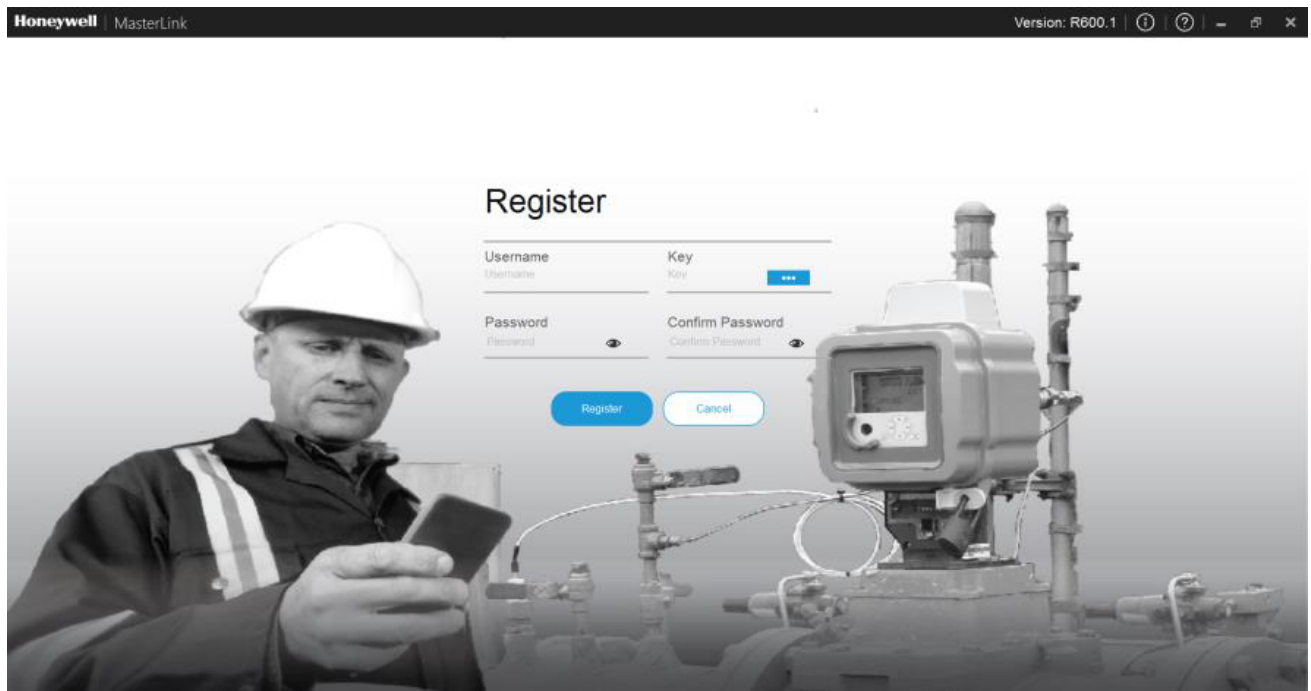 Honeywell | MasterLink
Version: R600.1
Register
Username
Key
Username
Key
Password
Confirm Password
Password
Confirm Password
Register
Cancel